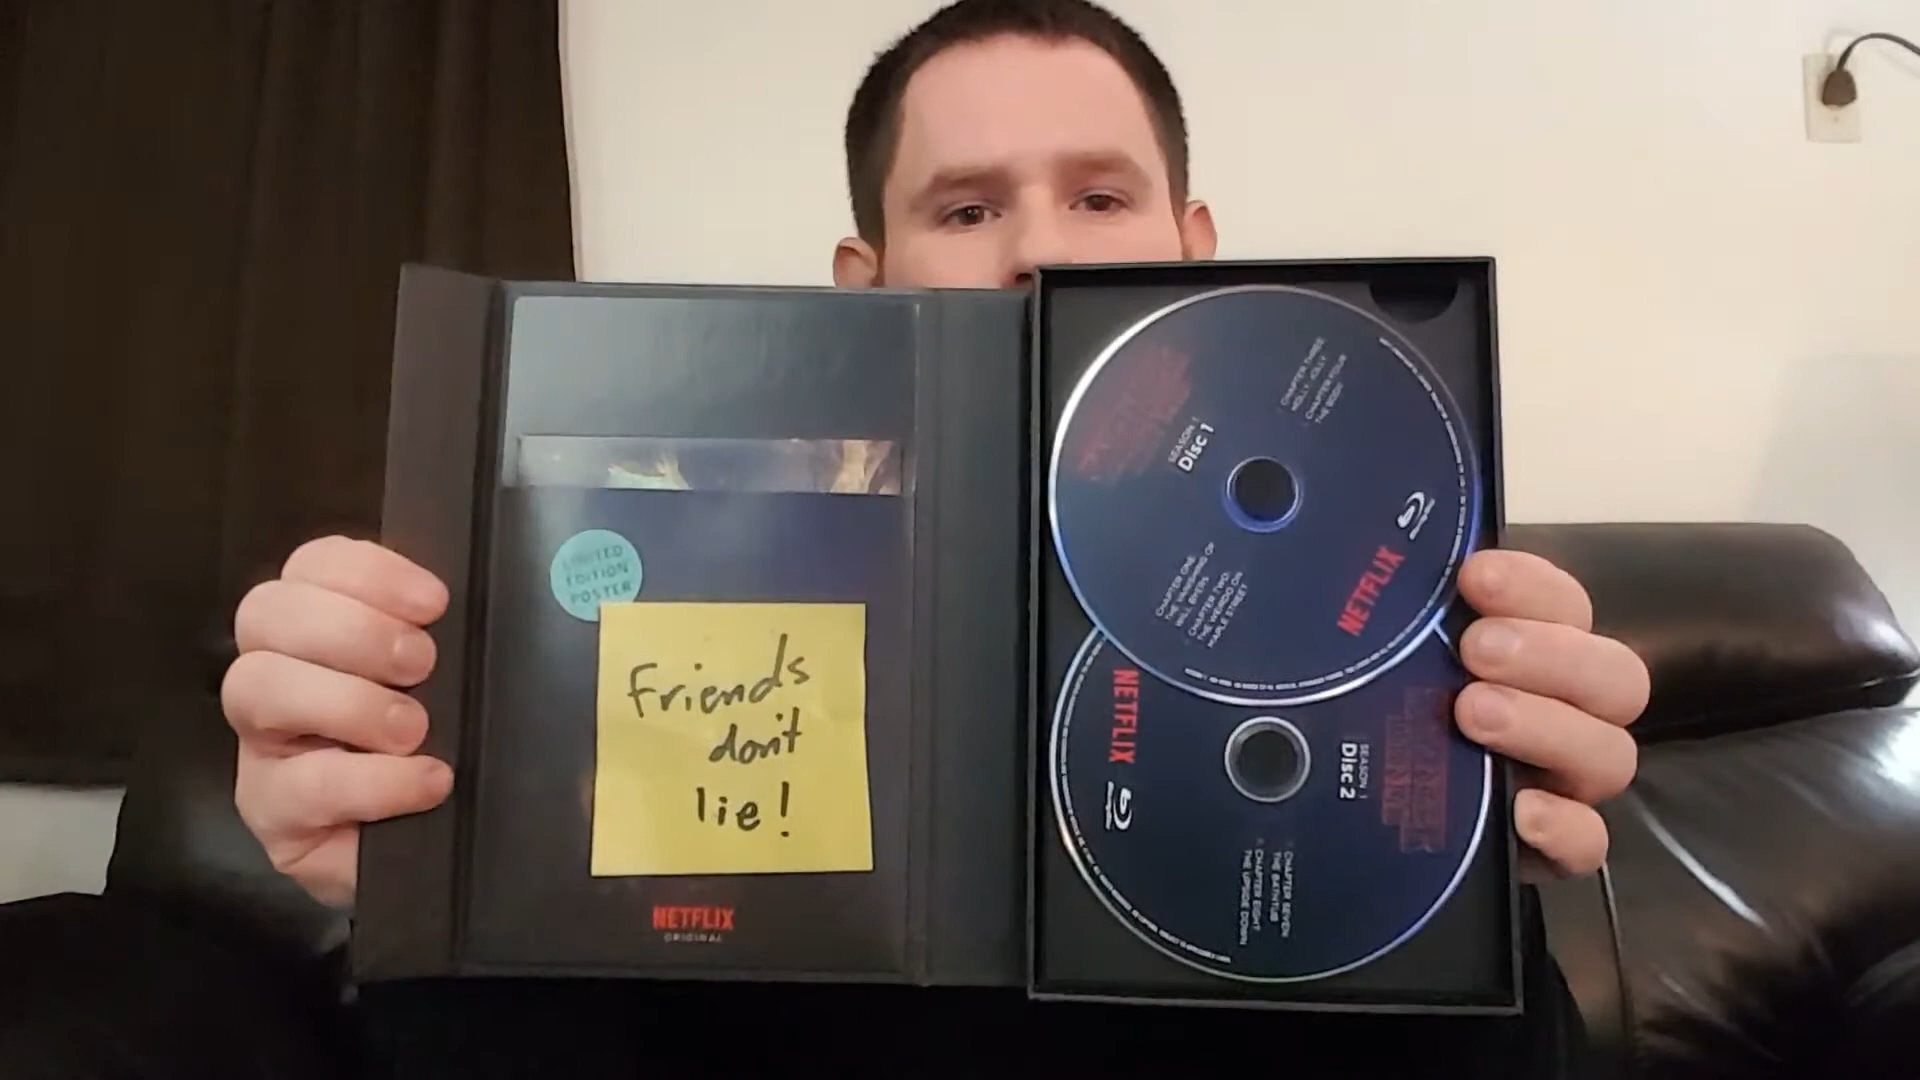 LIMITED
EDITION
POSTER
Friends
don't
lie!
NETFLIX
ORIGINAL
SEASON 1
Disc 1
CHAPTER THREE
HOLLY, JOLLY
CHAPTER FOUR
THE BODY
CHAPTER ONE
THE VANISHING OF
WILL BYERS
CHAPTER TWO
THE WEIRDO ON
MAPLE STREET
NETFLIX
NETFLIX
SEASON 1
Disc 2
STRANGER
THINGS
CHAPTER SEVEN
THE BATHTUB
CHAPTER EIGHT
THE UPSIDE DOWN